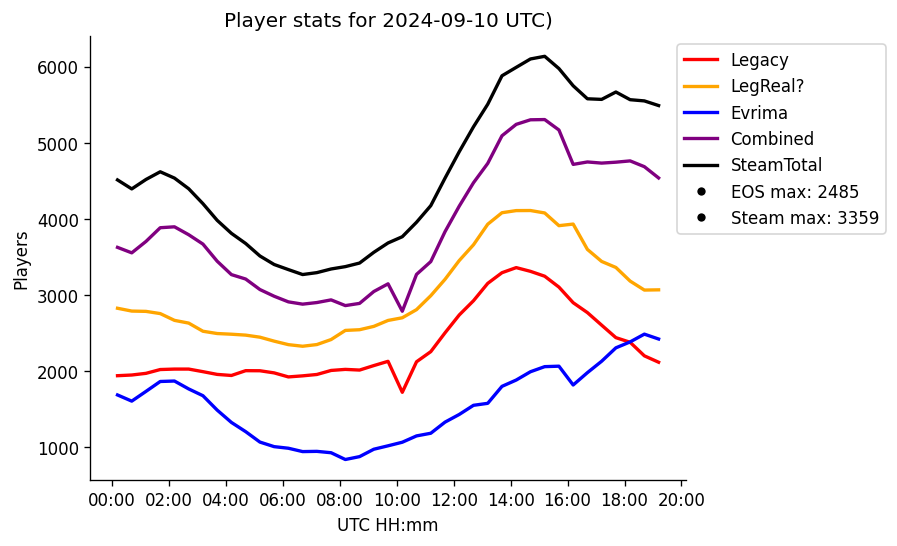 Player stats for 2024-09-10 UTC)
Legacy
LegReal?
Evrima
Combined
SteamTotal
EOS max: 2485
Steam max: 3359
Players
6000
5000
4000
3000
2000
1000
00:00 02:00 04:00 06:00 08:00 10:00 12:00 14:00 16:00 18:00 20:00
UTC HH:mm